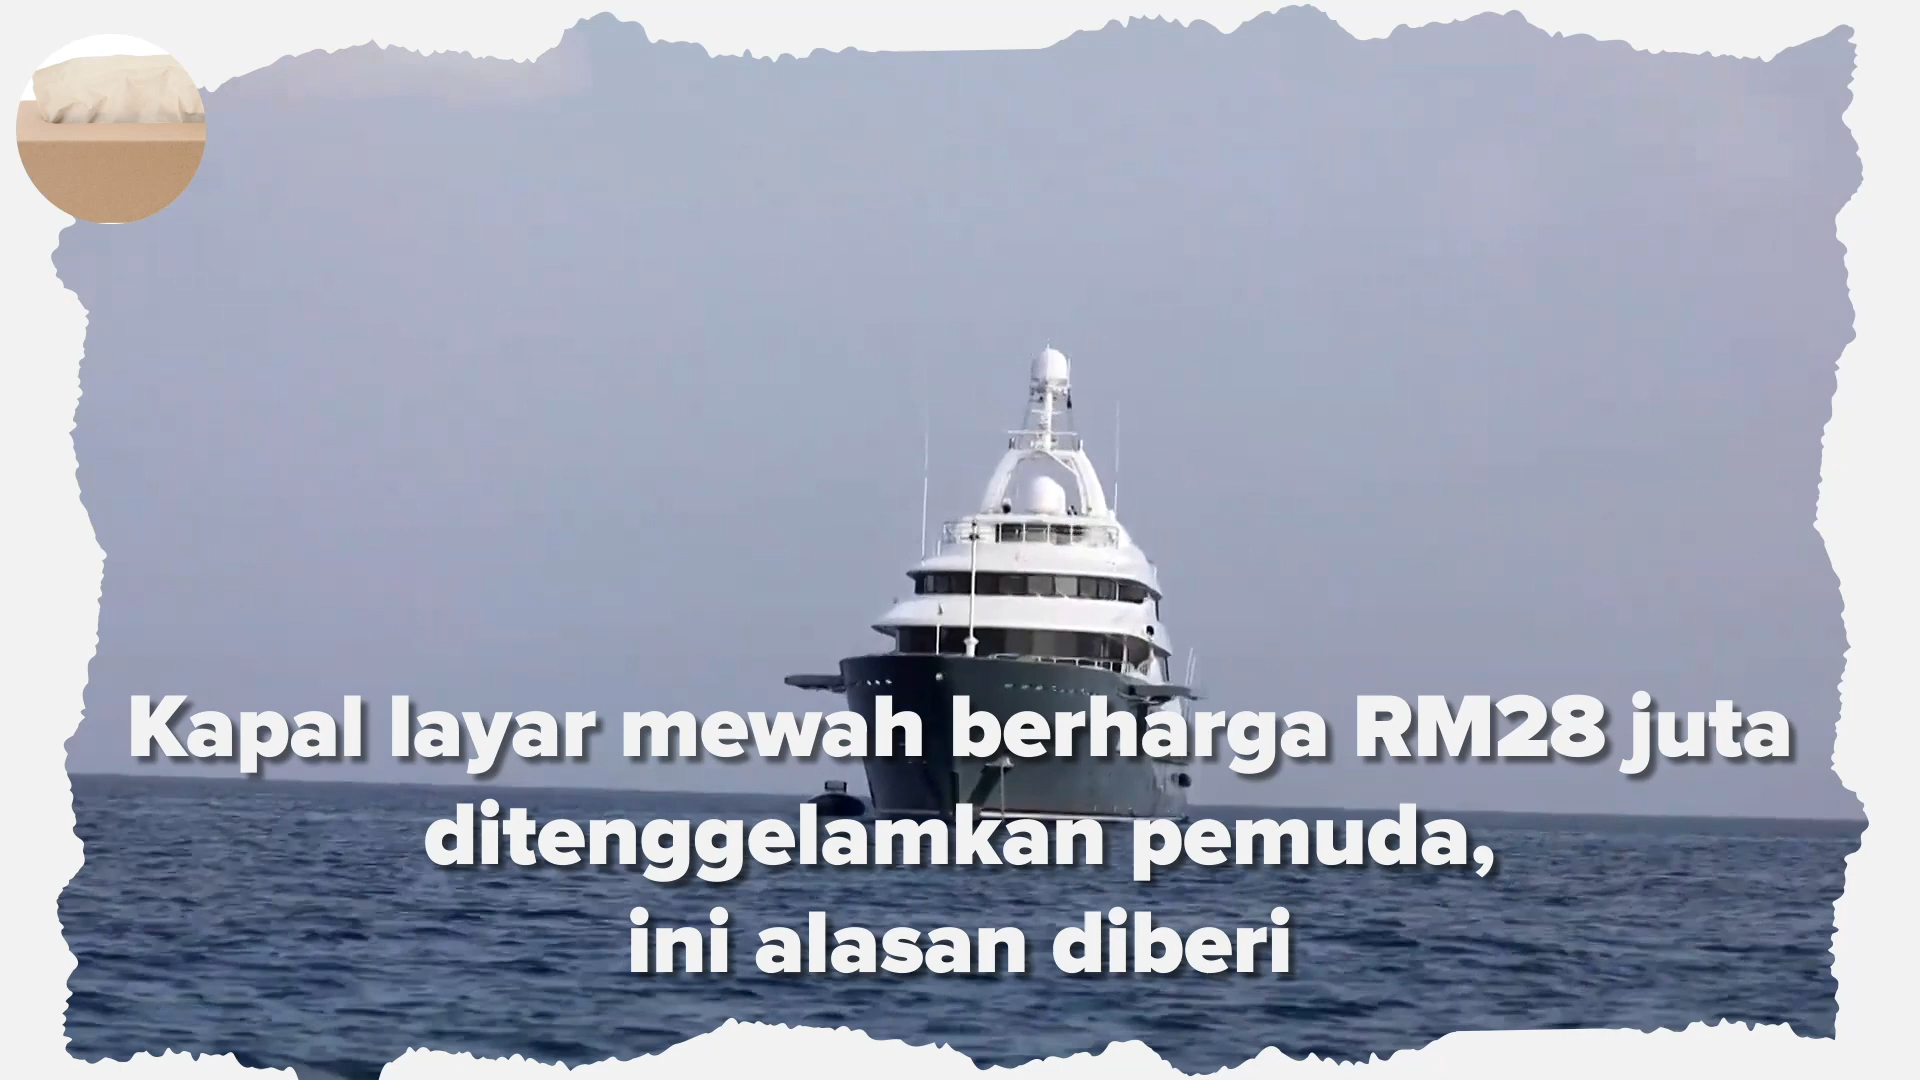 Kapal layar mewah berharga RM28 juta
ditenggelamkan pemuda,
ini alasan diberi